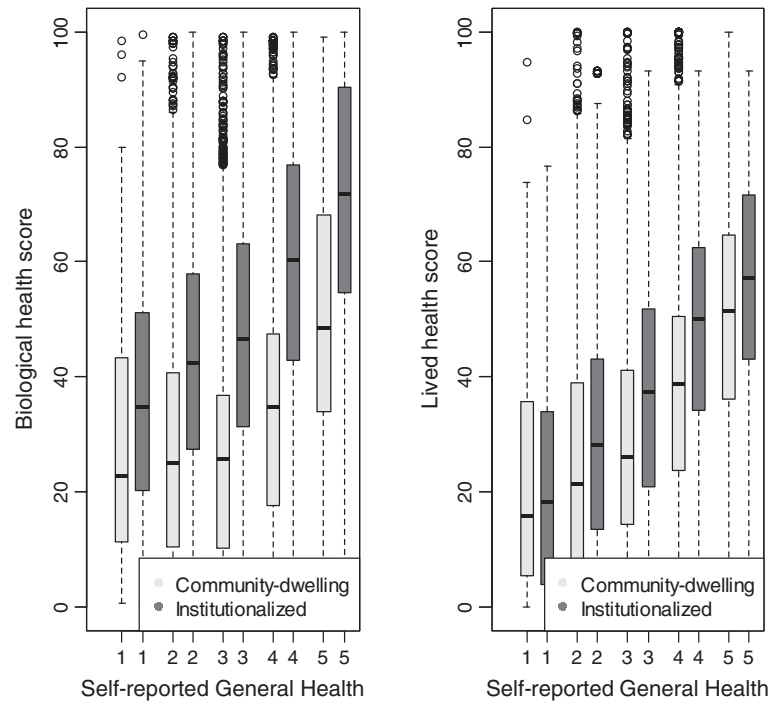 Biological health score
100
80
60
40
20
0
Community-dwelling
Institutionalized
1 1 2 2 3 3 4 4 5 5
Self-reported General Health
Lived health score
100
80
60
40
20
0
Community-dwelling
Institutionalized
1 1 2 2 3 3 4 4 5 5
Self-reported General Health